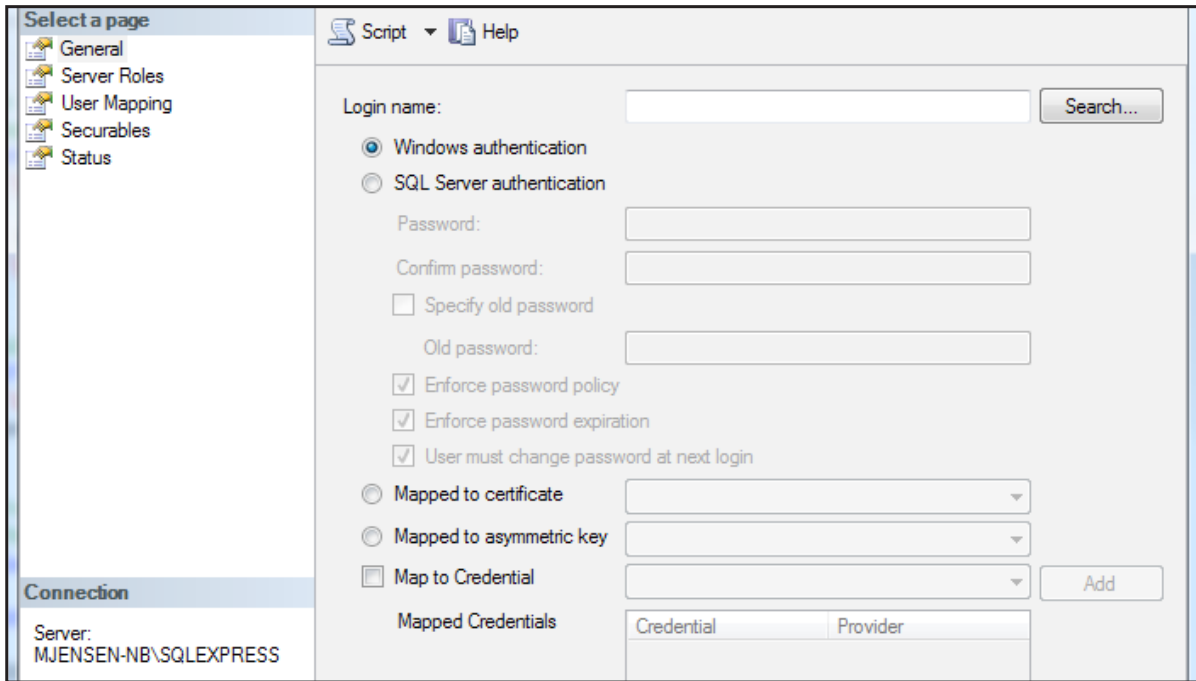 Select a page
General
Server Roles
User Mapping
Securables
Status
Connection
Server:
MJENSEN-NB\SQLEXPRESS
Script Help
Login name: Search...
Windows authentication
SQL Server authentication
Password:
Confirm password:
Specify old password
Old password:
Enforce password policy
Enforce password expiration
User must change password at next login
Mapped to certificate
Mapped to asymmetric key
Map to Credential Add
Mapped Credentials Credential Provider